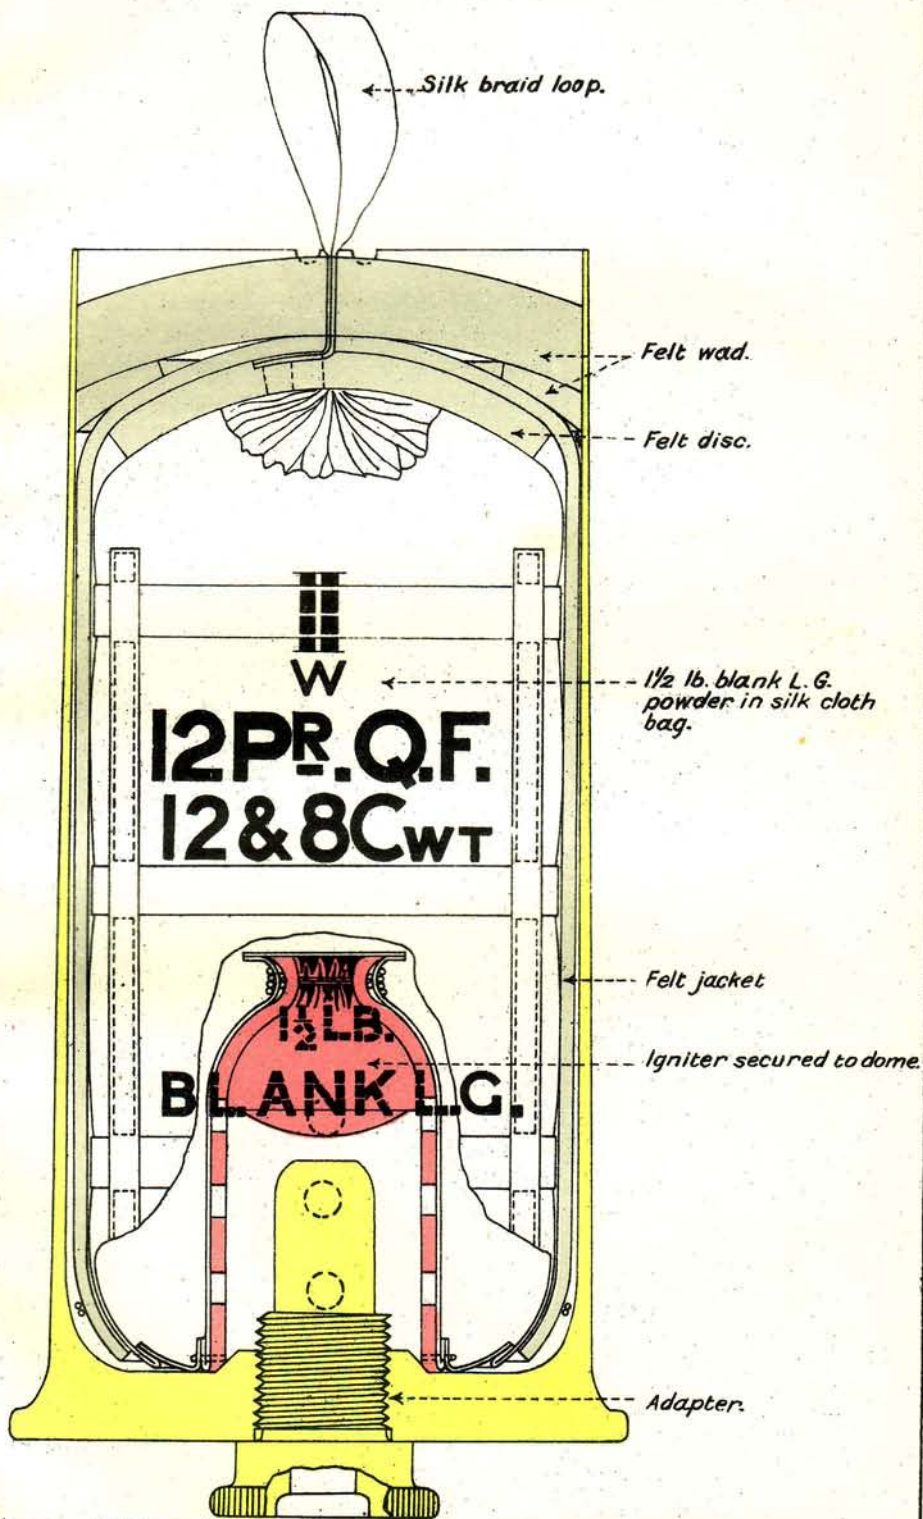 Silk braid loop.
Felt wad.
Felt disc.
W
12PR.Q.F.
12 & 8CWT
1½ lb. blank L.G.
powder in silk cloth
bag.
Felt jacket
1½ LB.
Igniter secured to dome.
BLANK L.G.
Adapter.